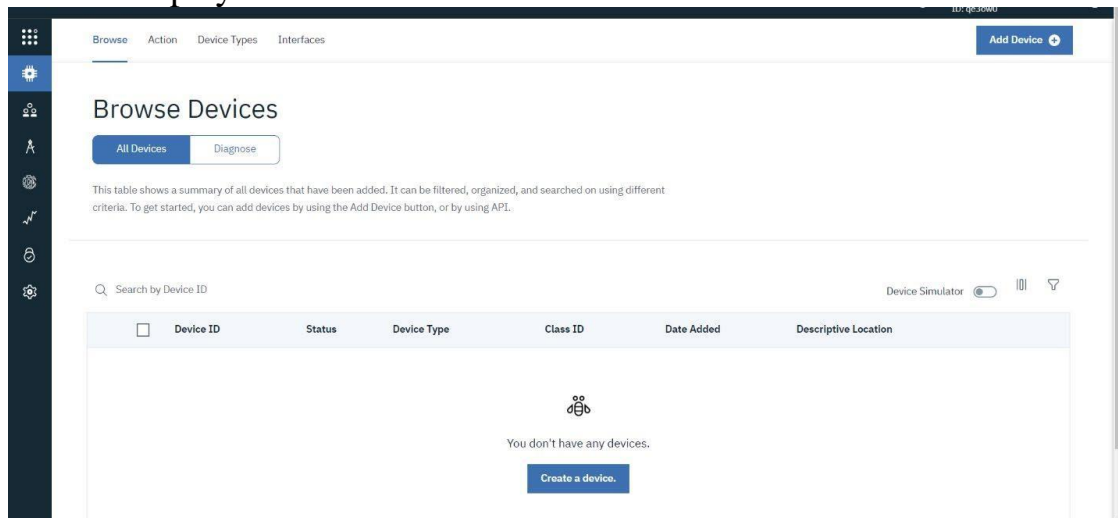 ID: qe36w0
Browse Action Device Types Interfaces
Add Device
Browse Devices
All Devices Diagnose
This table shows a summary of all devices that have been added. It can be filtered, organized, and searched on using different
criteria. To get started, you can add devices by using the Add Device button, or by using API.
Search by Device ID
Device Simulator
Device ID Status Device Type Class ID Date Added Descriptive Location
You don't have any devices.
Create a device.